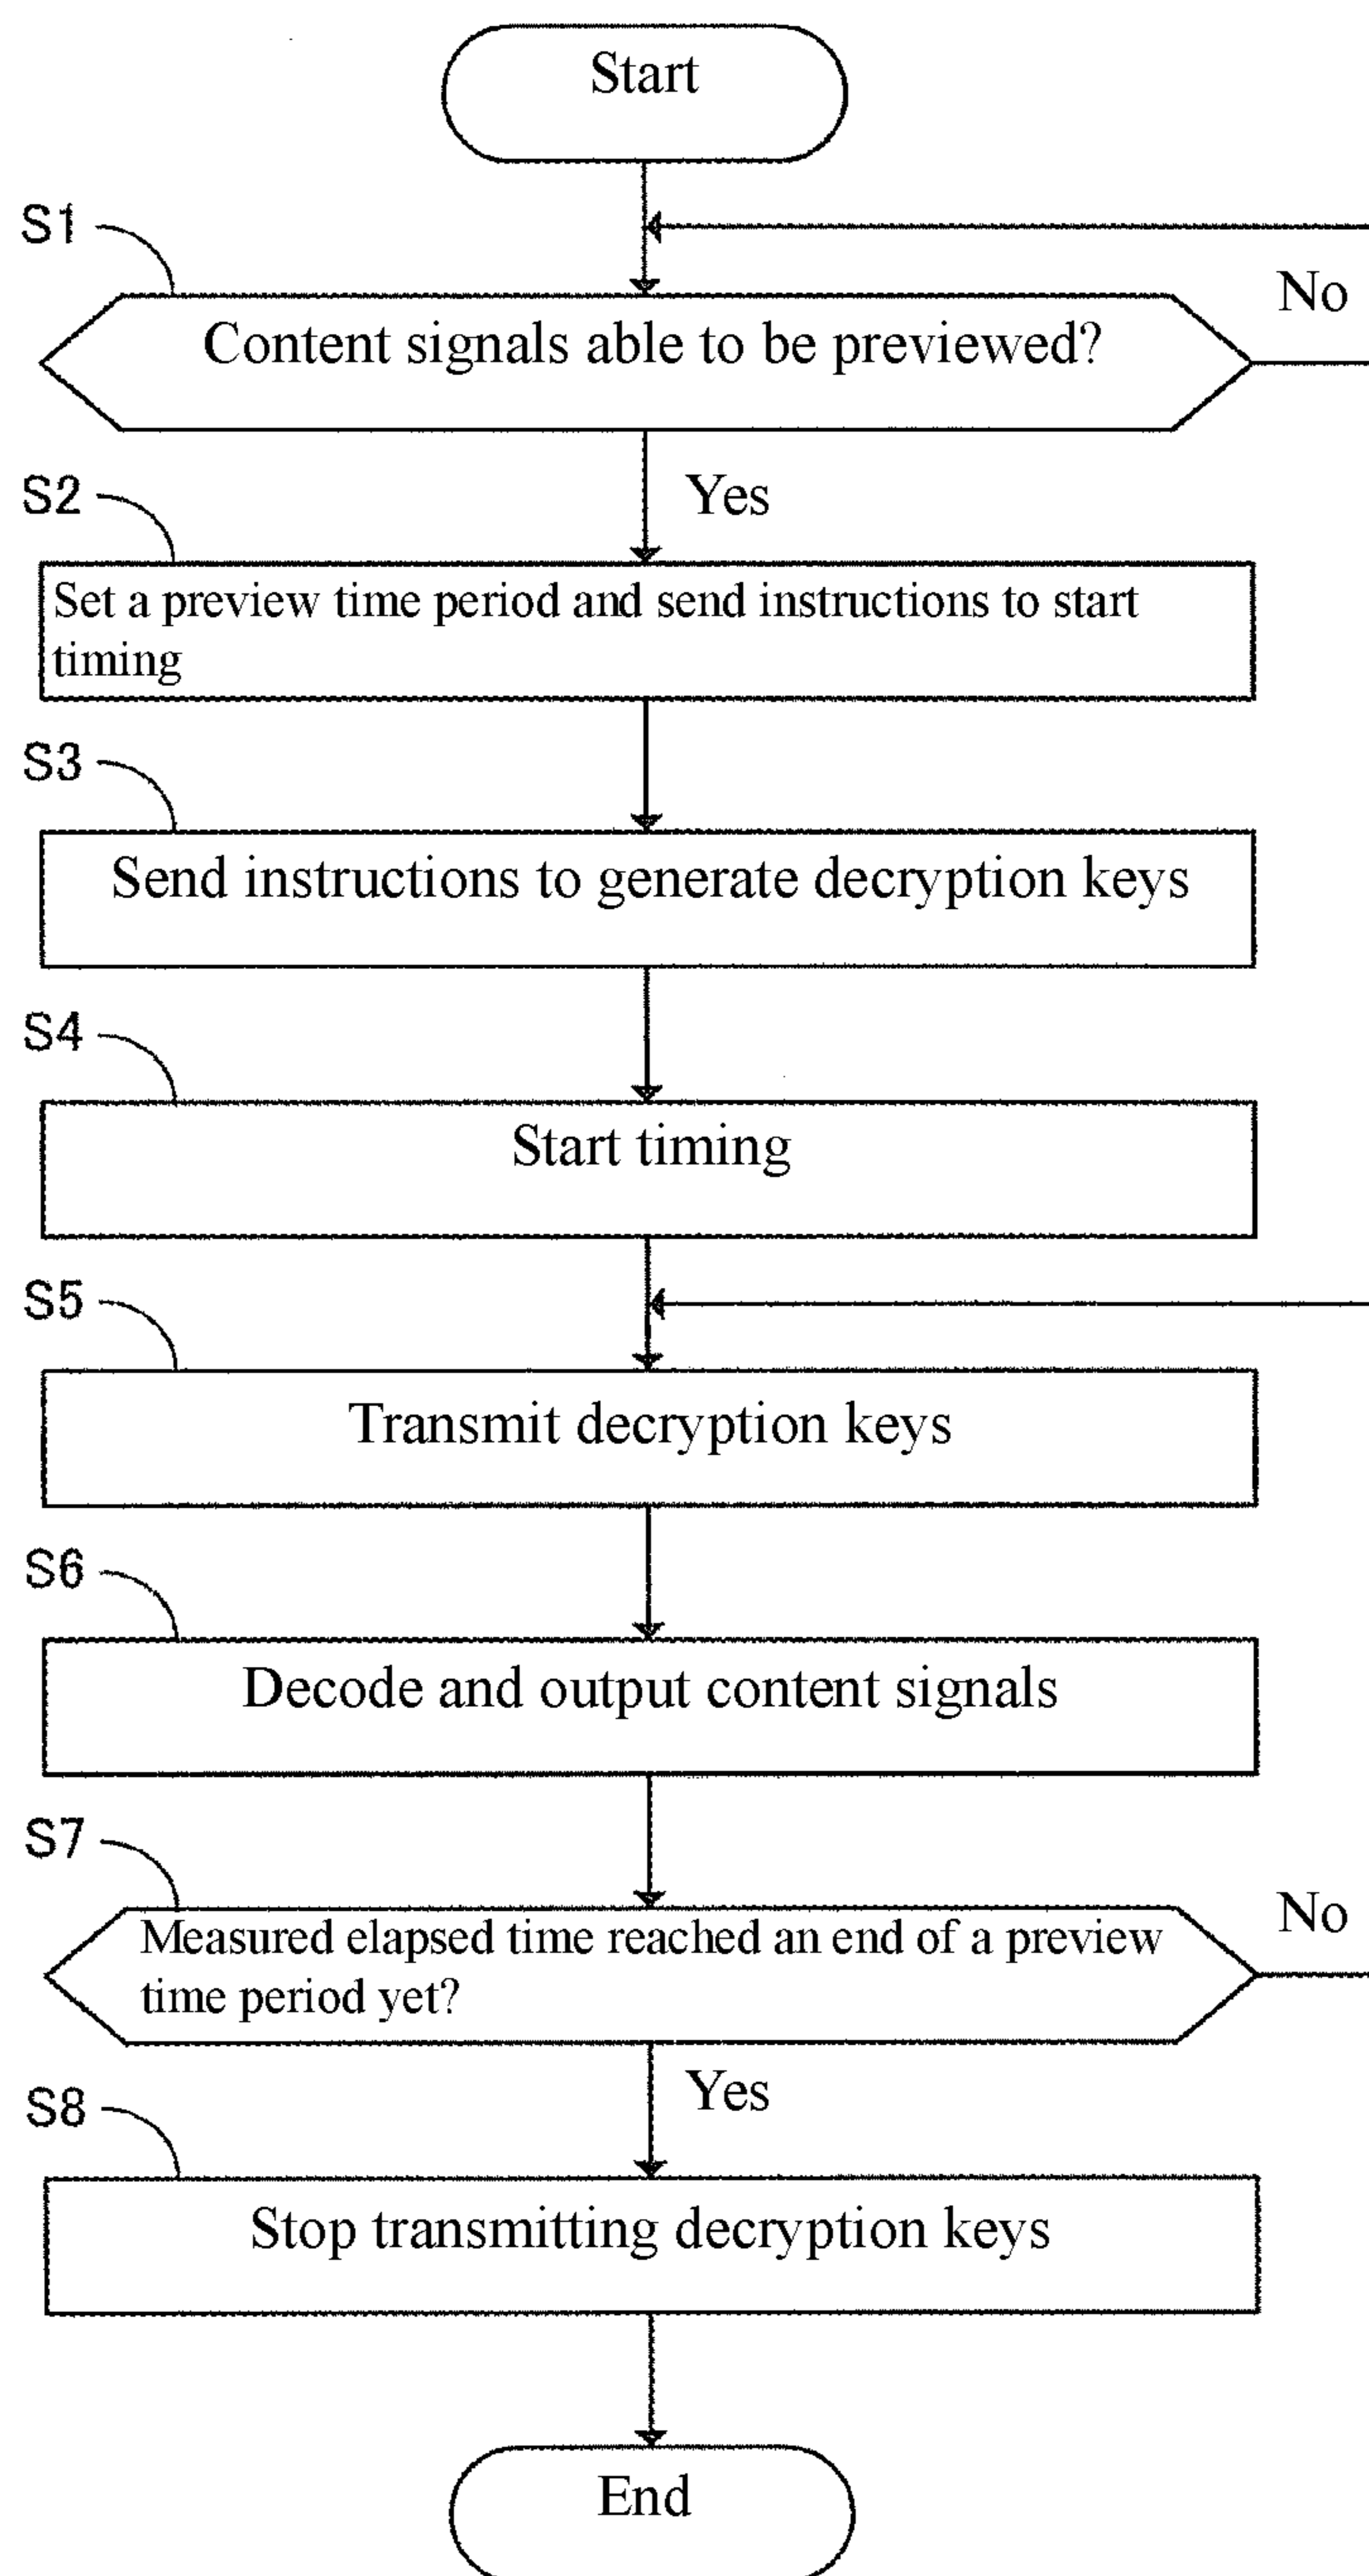 Start
S1
No
Content signals able to be previewed?
Yes
S2
Set a preview time period and send instructions to start
timing
S3
Send instructions to generate decryption keys
S4
Start timing
S5
Transmit decryption keys
S6
Decode and output content signals
S7
No
Measured elapsed time reached an end of a preview
time period yet?
Yes
S8
Stop transmitting decryption keys
End